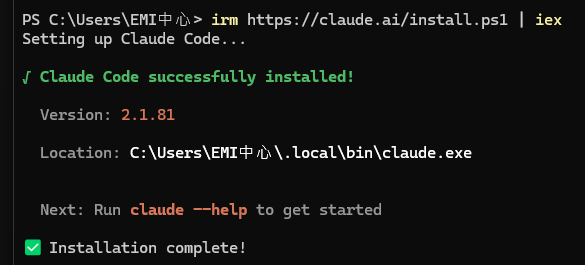 PS C:\Users\EMI中心> irm https://claude.ai/install.ps1 | iex
Setting up Claude Code...
√ Claude Code successfully installed!
Version: 2.1.81
Location: C:\Users\EMI中心\.local\bin\claude.exe
Next: Run claude --help to get started
✅ Installation complete!